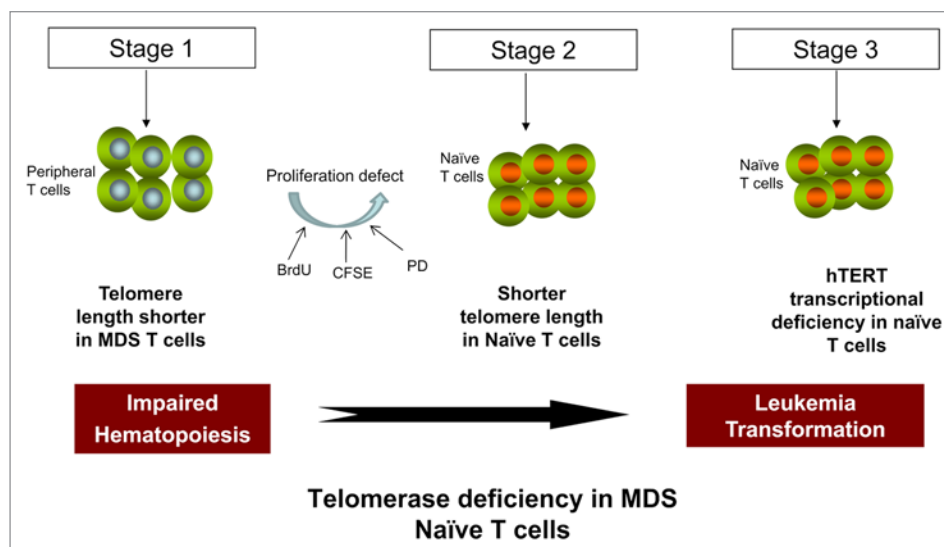 Stage 1
Stage 2
Stage 3
Peripheral
T cells
Proliferation defect
BrdU
CFSE
PD
Naïve
T cells
Naïve
T cells
Telomere
length shorter
in MDS T cells
Shorter
telomere length
in Naïve T cells
hTERT
transcriptional
deficiency in naïve
T cells
Impaired
Hematopoiesis
Leukemia
Transformation
Telomerase deficiency in MDS
Naïve T cells